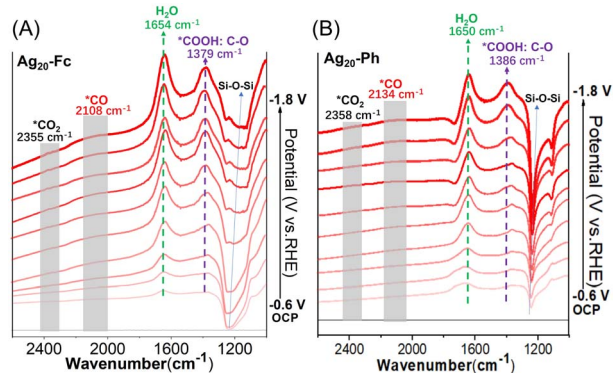 (A)
Ag20-Fc
H2O
1654 cm-1
*COOH: C-O
1379 cm-1
*CO2
2355 cm-1
*CO
2108 cm-1
Si-O-Si
-1.8 V
Potential (V vs.RHE)
-0.6 V
OCP
2400 2000 1600 1200
Wavenumber(cm-1)
(B)
Ag20-Ph
H2O
1650 cm-1
*COOH: C-O
1386 cm-1
*CO2
2358 cm-1
*CO
2134 cm-1
Si-O-Si
-1.8 V
Potential (V vs.RHE)
-0.6 V
OCP
2400 2000 1600 1200
Wavenumber(cm-1)